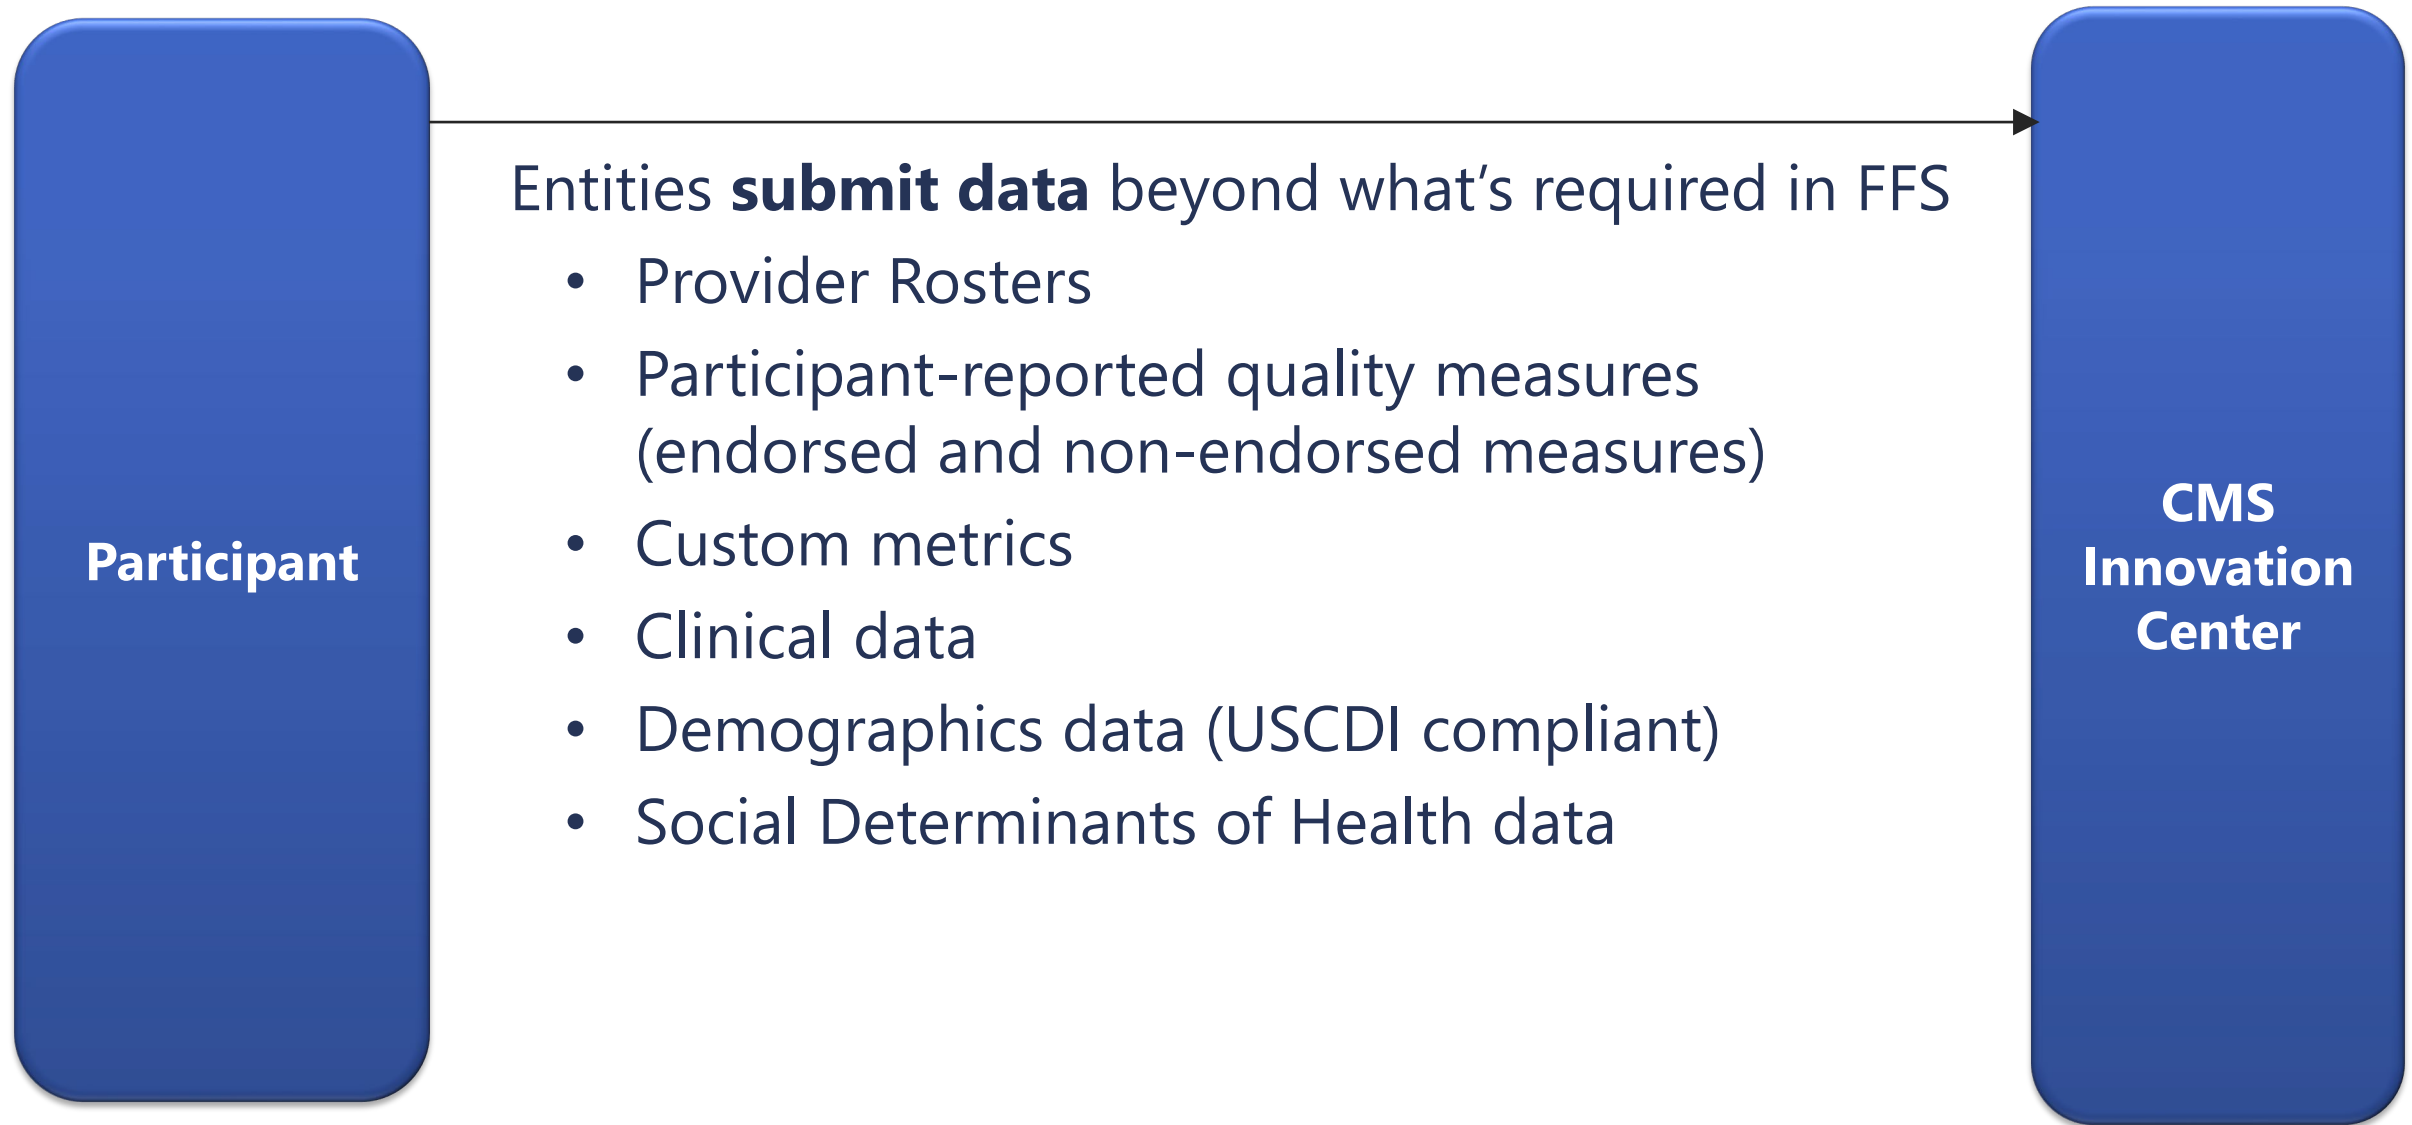 Participant
Entities submit data beyond what's required in FFS
• Provider Rosters
• Participant-reported quality measures
(endorsed and non-endorsed measures)
• Custom metrics
• Clinical data
• Demographics data (USCDI compliant)
• Social Determinants of Health data
CMS
Innovation
Center